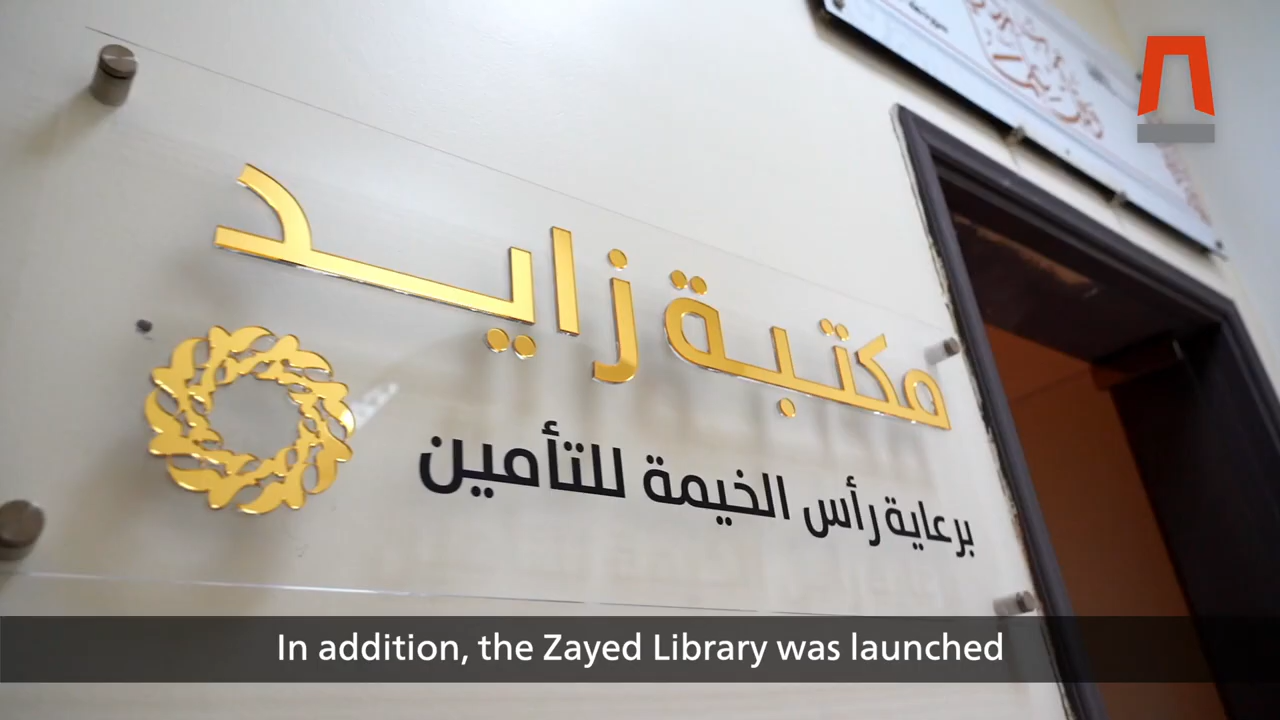 مكتبة زايد
برعاية رأس الخيمة للتأمين
In addition, the Zayed Library was launched